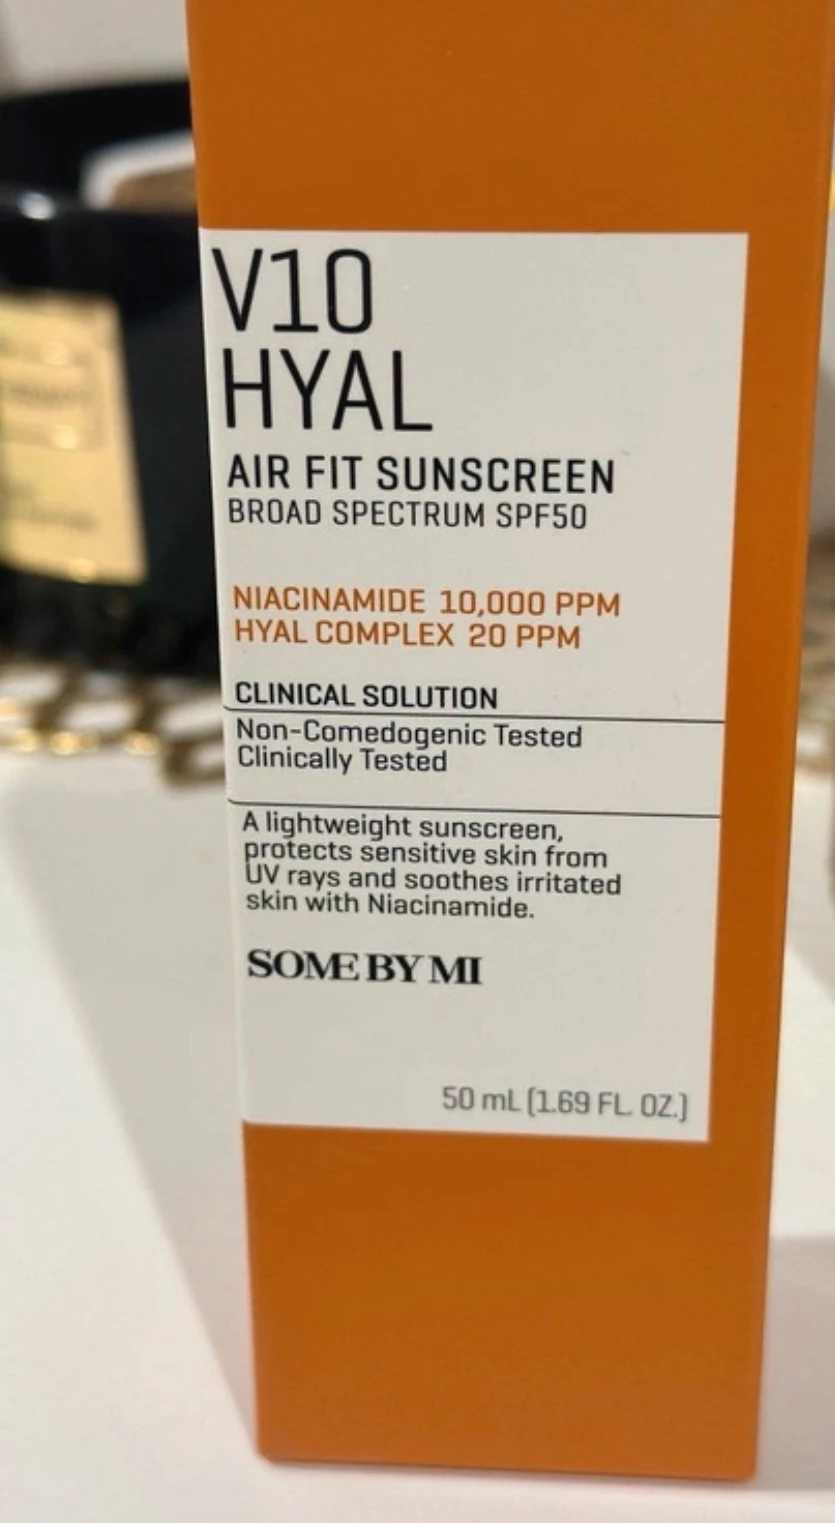 V10
HYAL
AIR FIT SUNSCREEN
BROAD SPECTRUM SPF50
NIACINAMIDE 10,000 PPM
HYAL COMPLEX 20 PPM
CLINICAL SOLUTION
Non-Comedogenic Tested
Clinically Tested
A lightweight sunscreen,
protects sensitive skin from
UV rays and soothes irritated
skin with Niacinamide.
SOME BY MI
50 mL (1.69 FL. OZ.)